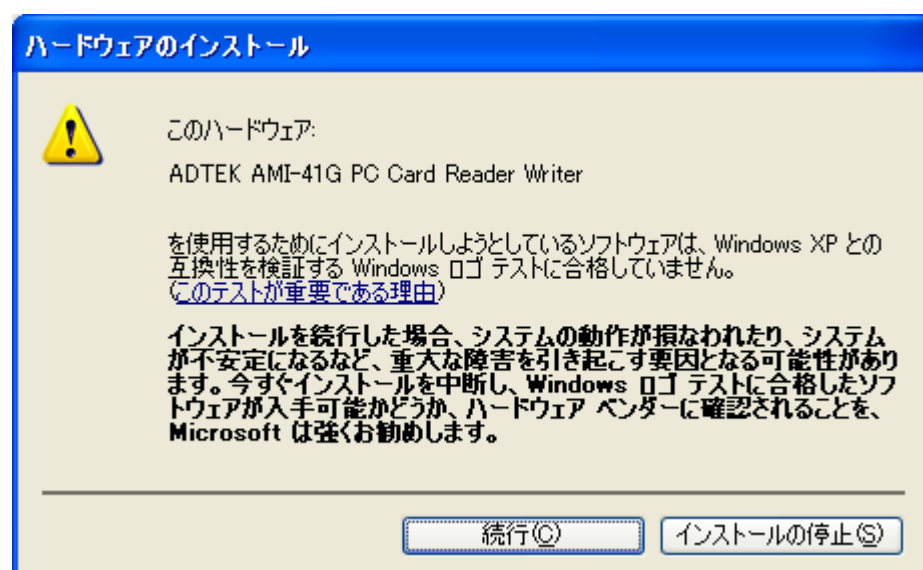 ハードウェアのインストール
このハードウェア:
ADTEK AMI-41G PC Card Reader Writer
を使用するためにインストールしようとしているソフトウェアは、Windows XP との
互換性を検証する Windows ロゴ テストに合格していません。
(このテストが重要である理由)
インストールを続行した場合、システムの動作が損なわれたり、システム
が不安定になるなど、重大な障害を引き起こす要因となる可能性があり
ます。今すぐインストールを中断し、Windows ロゴ テストに合格したソフ
トウェアが入手可能かどうか、ハードウェア ベンダーに確認されることを、
Microsoft は強くお勧めします。
続行(C)
インストールの停止(S)